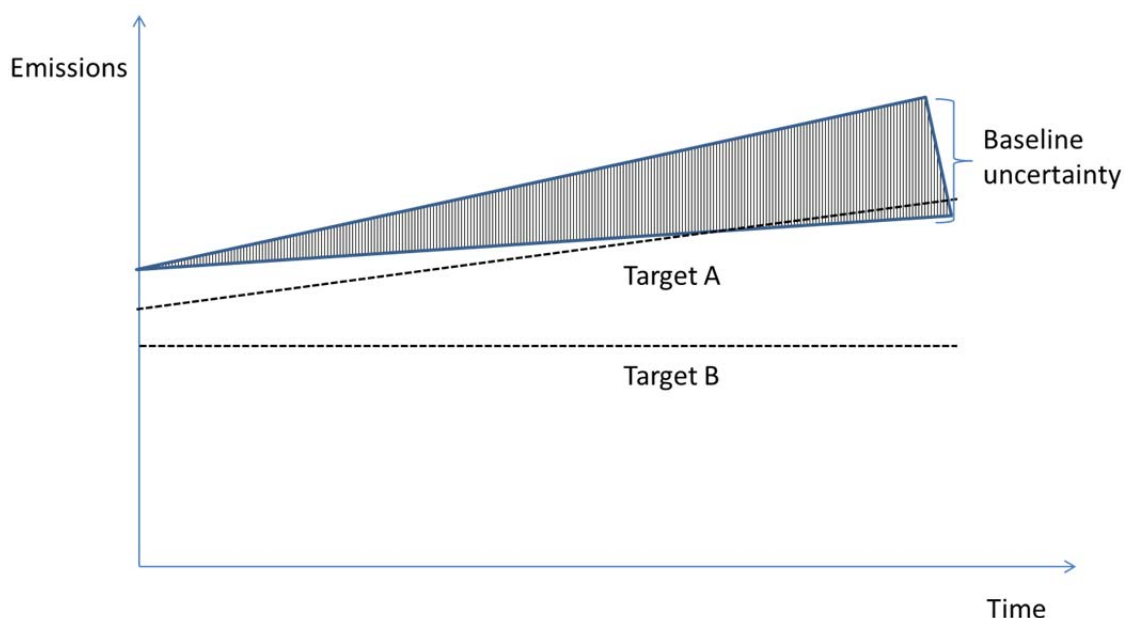 Emissions
Baseline
uncertainty
Target A
Target B
Time